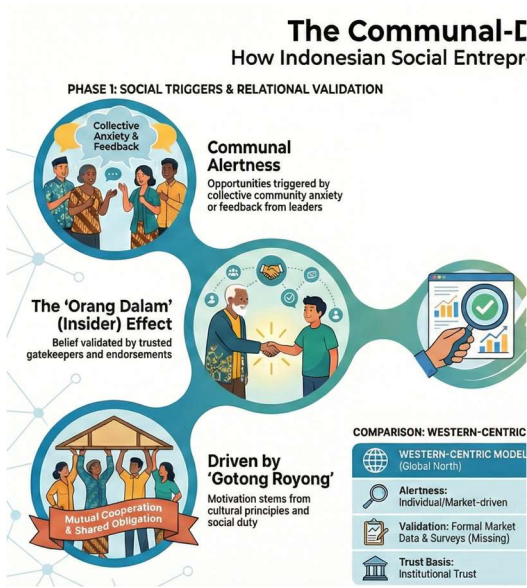 The Communal-D
How Indonesian Social Entrepr
PHASE 1: SOCIAL TRIGGERS & RELATIONAL VALIDATION
Collective
Anxiety &
Feedback
Communal
Alertness
Opportunities triggered by
collective community anxiety
or feedback from leaders
The ‘Orang Dalam’
(Insider) Effect
Belief validated by trusted
gatekeepers and endorsements
Driven by
‘Gotong Royong’
Motivation stems from
cultural principles and
social duty
Mutual Cooperation
& Shared Obligation
COMPARISON: WESTERN-CENTRIC
WESTERN-CENTRIC MODEL
(Global North)
Alertness:
Individual/Market-driven
Validation: Formal Market
Data & Surveys (Missing)
Trust Basis:
Institutional Trust